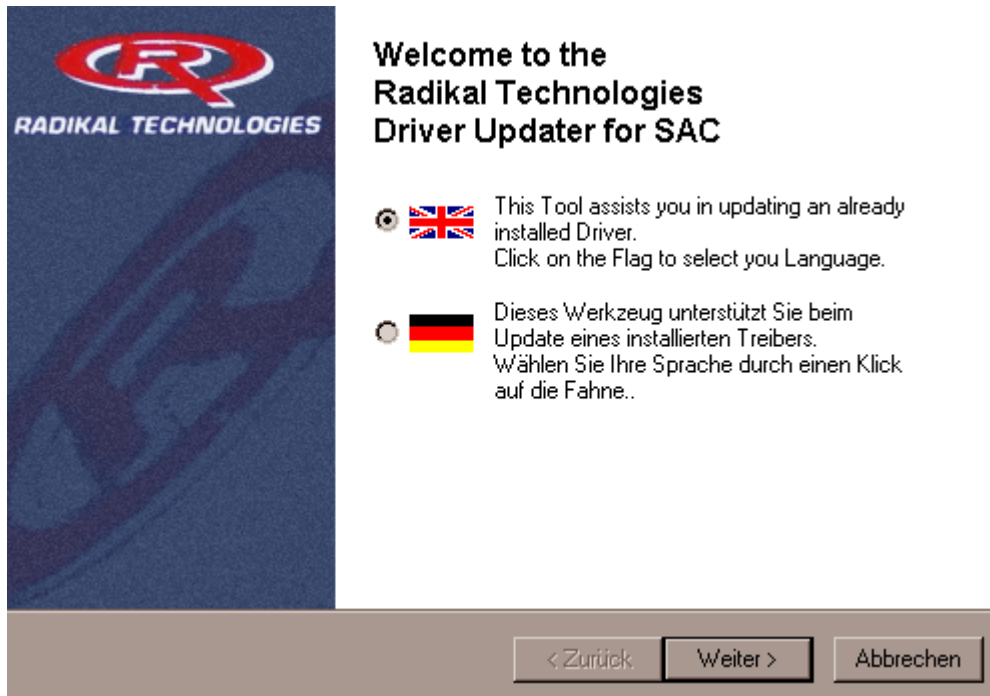 RADIKAL TECHNOLOGIES
Welcome to the
Radikal Technologies
Driver Updater for SAC
This Tool assists you in updating an already
installed Driver.
Click on the Flag to select you Language.
Dieses Werkzeug unterstützt Sie beim
Update eines installierten Treibers.
Wählen Sie Ihre Sprache durch einen Klick
auf die Fahne..
< Zurück
Weiter >
Abbrechen